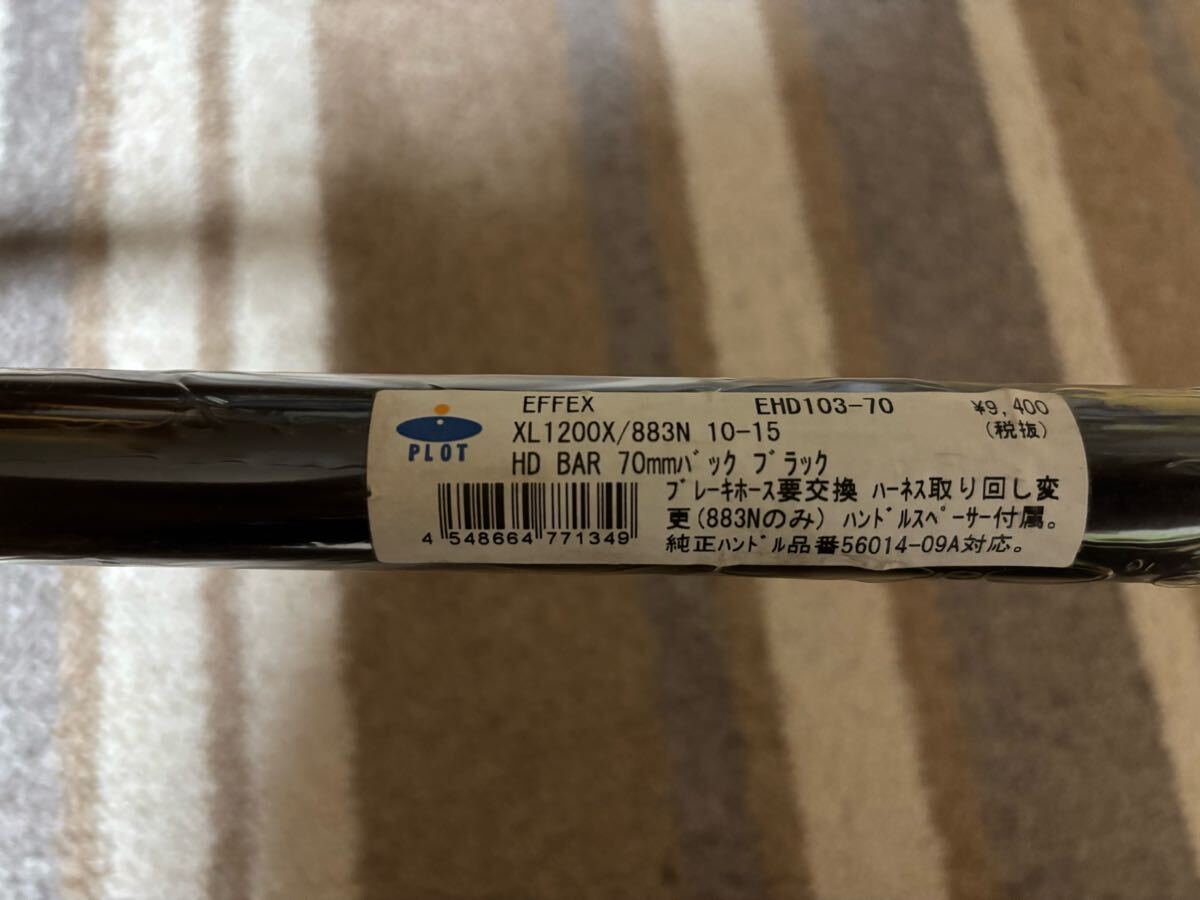 EFFEX EHD103-70 ¥9,400
PLOT XL1200X/883N 10-15 (税抜)
HD BAR 70mmﾊﾞｯｸ ﾌﾞﾗｯｸ
ﾌﾞﾚｰｷﾎｰｽ要交換 ﾊｰﾈｽ取り回し変
更(883Nのみ) ﾊﾝﾄﾞﾙｽﾍﾟｰｻｰ付属。
純正ﾊﾝﾄﾞﾙ品番56014-09A対応。
4 548664 771349